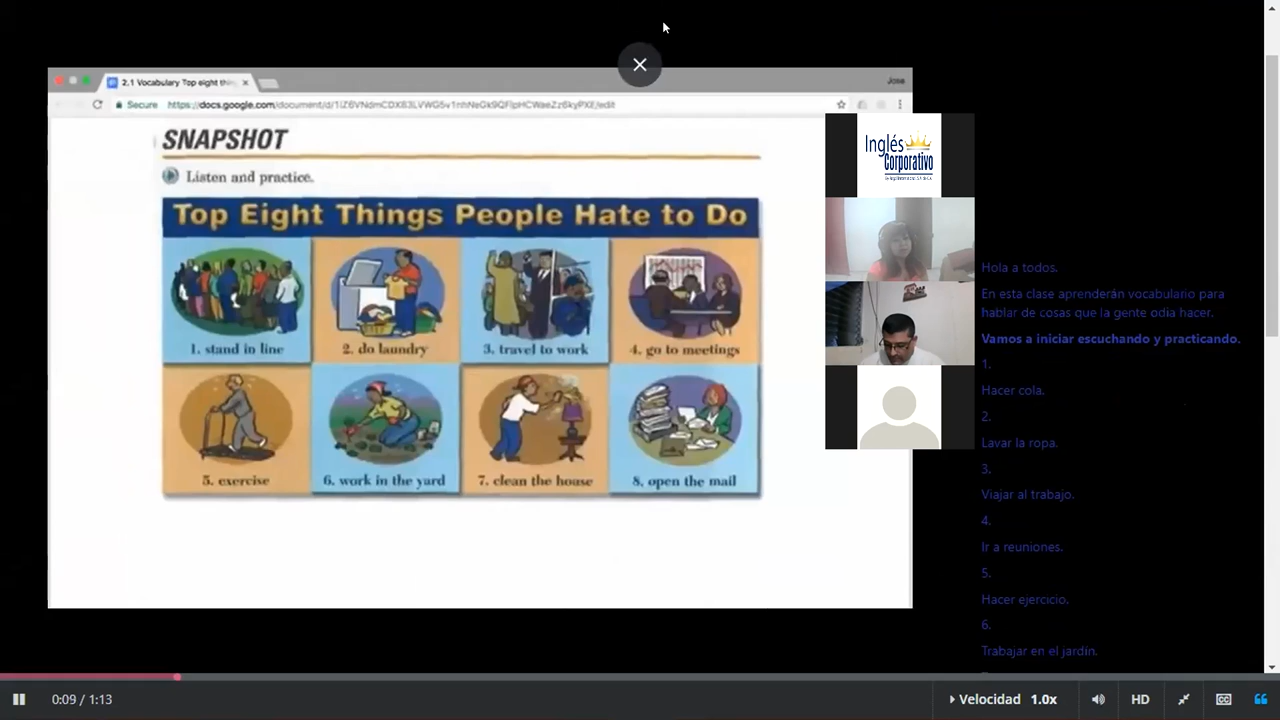 2.1 Vocabulary Top eight thin
Jose
Secure
SNAPSHOT
Listen and practice.
Top Eight Things People Hate to Do
1. stand in line
2. do laundry
3. travel to work
4. go to meetings
5. exercise
6. work in the yard
7. clean the house
8. open the mail
Inglés
Corporativo
Hola a todos.
En esta clase aprenderán vocabulario para
hablar de cosas que la gente odia hacer.
Vamos a iniciar escuchando y practicando.
1.
Hacer cola.
2.
Lavar la ropa.
3.
Viajar al trabajo.
4.
Ir a reuniones.
5.
Hacer ejercicio.
6.
Trabajar en el jardín.
0:09 / 1:13
Velocidad 1.0x
HD
CC